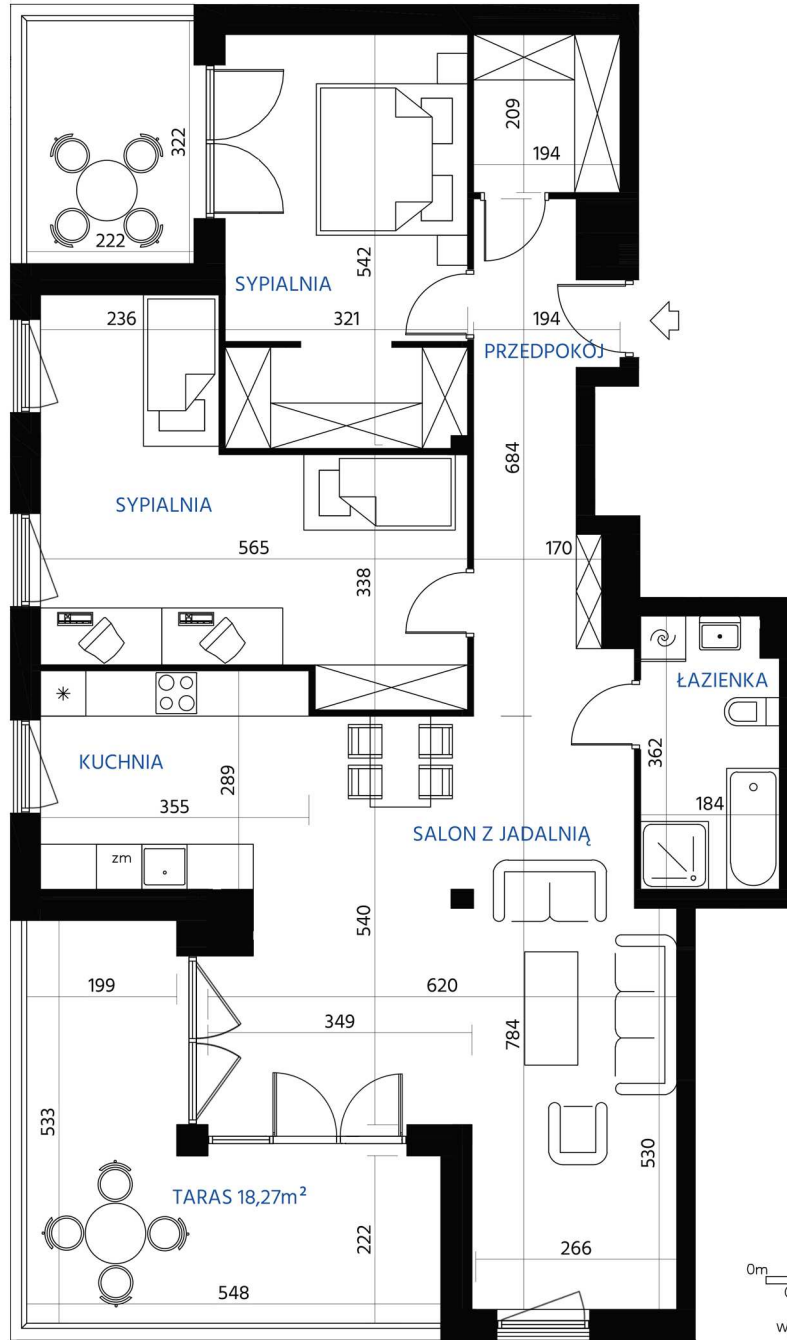 209
194
322
222
542
SYPIALNIA
236
321
194
PRZEDPOKÓJ
684
SYPIALNIA
565
338
170
ŁAZIENKA
KUCHNIA
289
362
355
184
zm
SALON Z JADALNIĄ
540
199
620
349
784
533
530
TARAS 18,27m²
222
266
548
0m
w